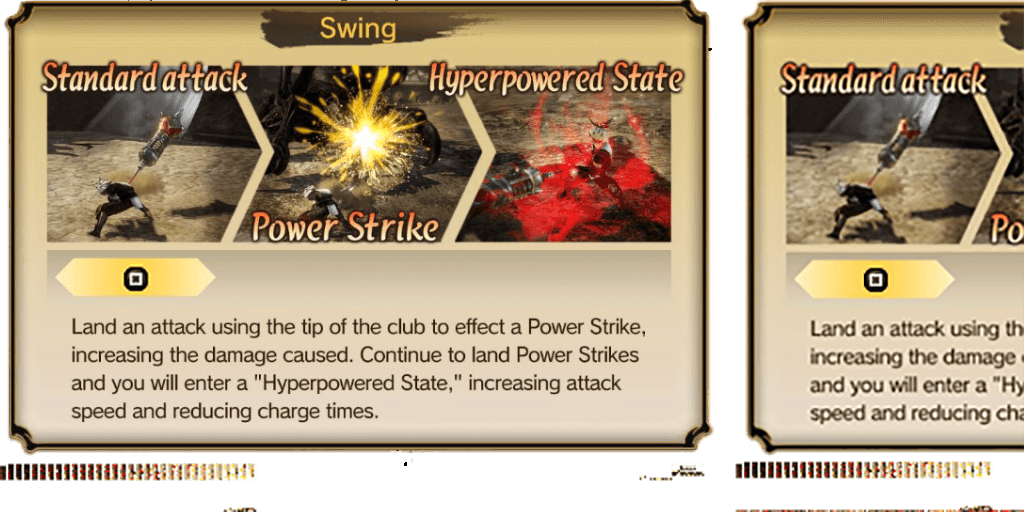 Swing
Standard attack
Hyperpowered State
Power Strike
Land an attack using the tip of the club to effect a Power Strike,
increasing the damage caused. Continue to land Power Strikes
and you will enter a "Hyperpowered State," increasing attack
speed and reducing charge times.
Standard attack
Po
Land an attack using th
increasing the damage
and you will enter a "Hy
speed and reducing cha